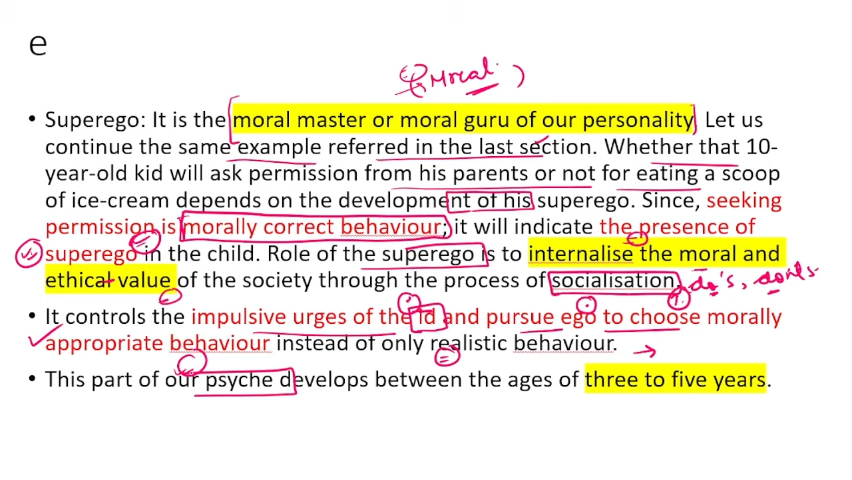 e
(Moral)
• Superego: It is the moral master or moral guru of our personality. Let us
continue the same example referred in the last section. Whether that 10-
year-old kid will ask permission from his parents or not for eating a scoop
of ice-cream depends on the development of his superego. Since, seeking
permission is morally correct behaviour; it will indicate the presence of
superego in the child. Role of the superego is to internalise the moral and
ethical value of the society through the process of socialisation. do's, don'ts.
• It controls the impulsive urges of the id and pursue ego to choose morally
appropriate behaviour instead of only realistic behaviour.
• This part of our psyche develops between the ages of three to five years.